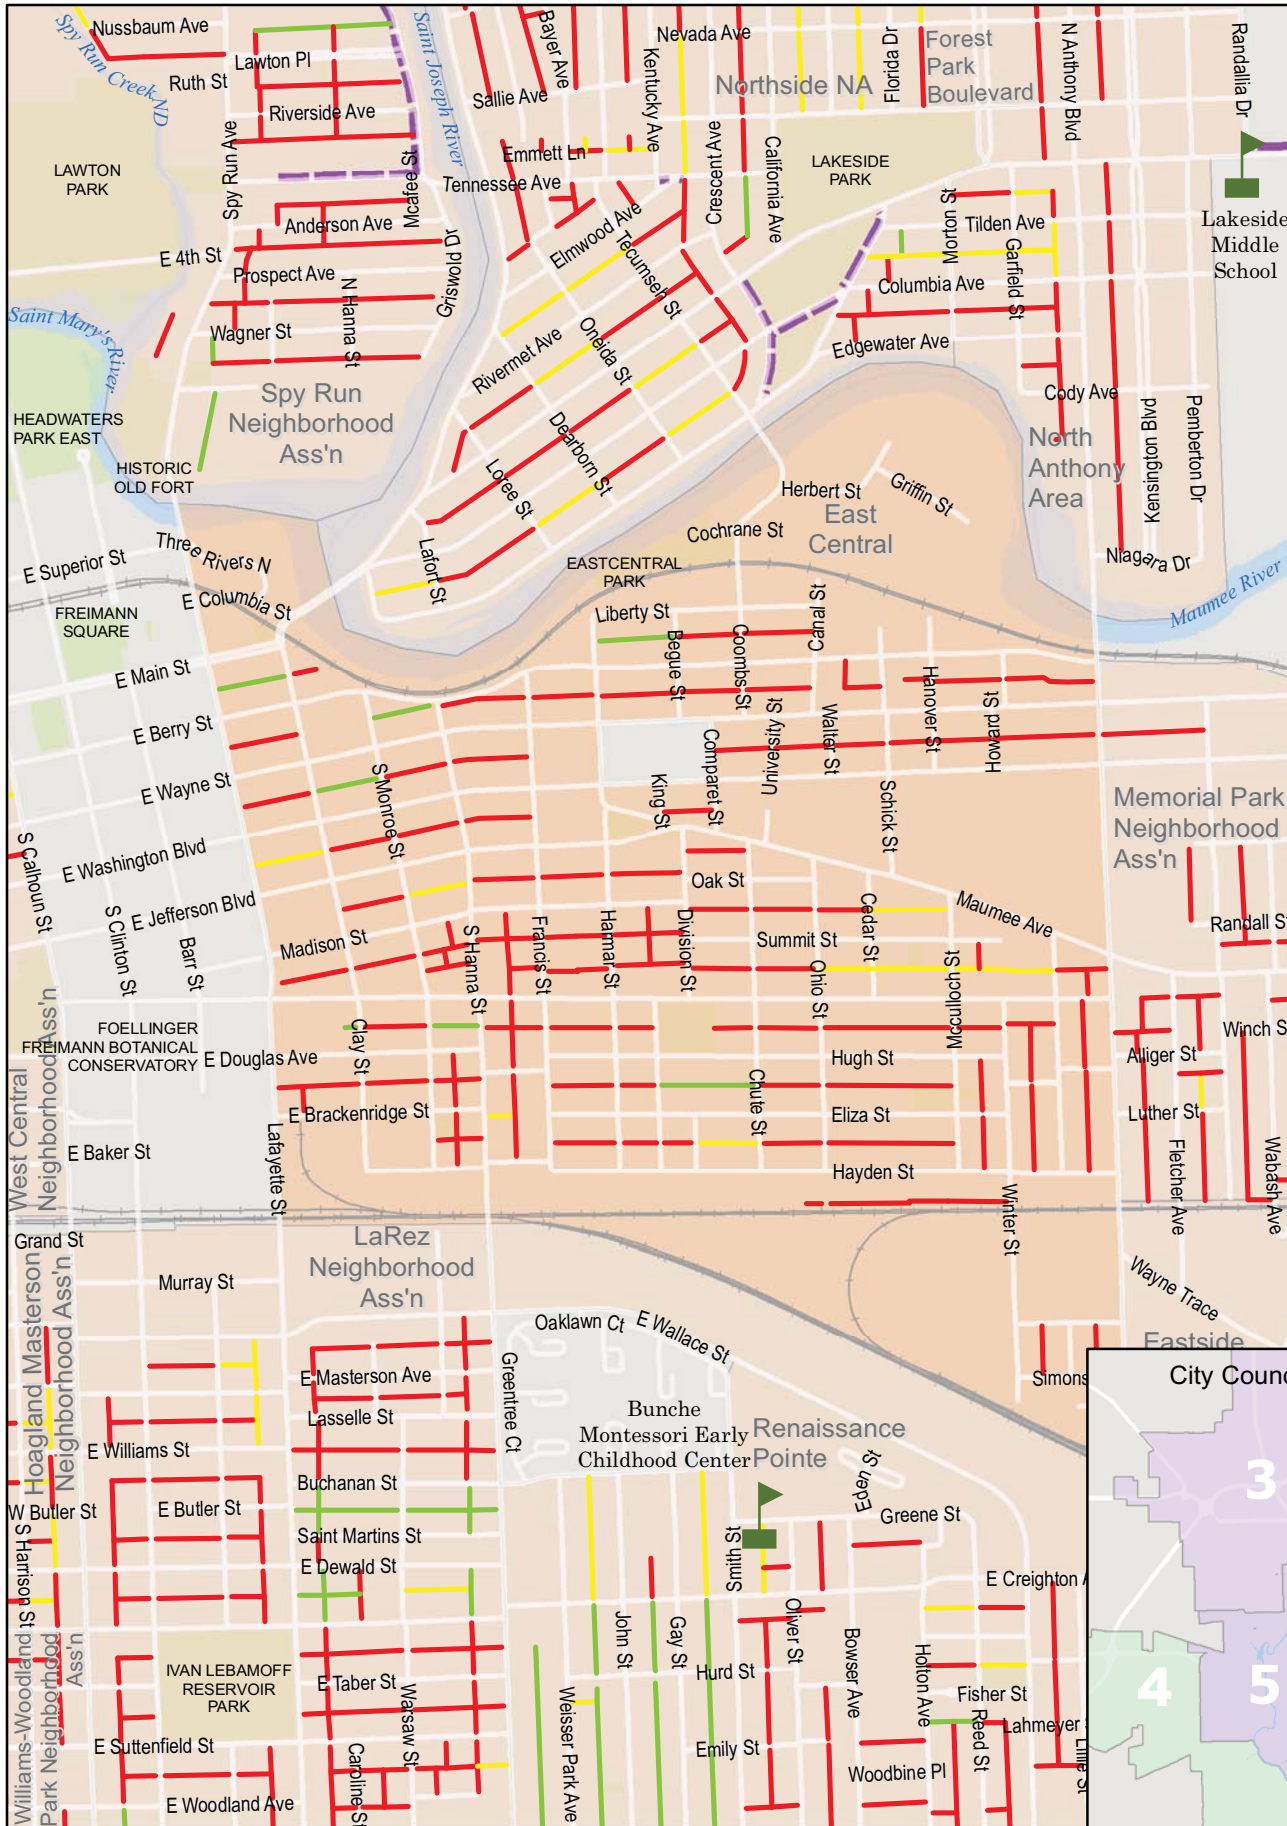 Nussbaum Ave
Spy Run Creek ND
Lawton Pl
Ruth St
Riverside Ave
Saint Joseph River
Bayer Ave
Sallie Ave
Kentucky Ave
Nevada Ave
Northside NA
Florida Dr
Forest
Park
Boulevard
N Anthony Blvd
Randallia Dr
LAWTON
PARK
Spy Run Ave
Mcafee St
Emmett Ln
Tennessee Ave
Crescent Ave
California Ave
LAKESIDE
PARK
Lakeside
Middle
School
Anderson Ave
E 4th St
Prospect Ave
Griswold Dr
Elmwood Ave
Tecumseh St
Morton St
Tilden Ave
Garfield St
Columbia Ave
Saint Mary's River
Wagner St
N Hanna St
Rivermet Ave
Oneida St
Edgewater Ave
Spy Run
Neighborhood
Ass'n
Cody Ave
Kensington Blvd
Pemberton Dr
HEADWATERS
PARK EAST
HISTORIC
OLD FORT
Loree St
Dearborn St
North
Anthony
Area
Herbert St
Griffin St
East
Central
Cochrane St
Niagara Dr
Maumee River
E Superior St
Three Rivers N
Lafort St
EASTCENTRAL
PARK
E Columbia St
FREIMANN
SQUARE
Liberty St
Begue St
Coombs St
Canal St
E Main St
E Berry St
Hanover St
Howard St
University St
Walter St
Comparet St
E Wayne St
S Monroe St
King St
Schick St
Memorial Park
Neighborhood
Ass'n
S Calhoun St
E Washington Blvd
E Jefferson Blvd
Oak St
Cedar St
Maumee Ave
Randall St
S Clinton St
Barr St
Madison St
S Hanna St
Francis St
Harmar St
Division St
Summit St
Ohio St
Mcculloch St
FOELLINGER
FREIMANN BOTANICAL
CONSERVATORY
E Douglas Ave
Clay St
Hugh St
Winch S
Alliger St
E Brackenridge St
Chute St
Eliza St
Luther St
West Central
Neighborhood Ass'n
E Baker St
Lafayette St
Hayden St
Winter St
Fletcher Ave
Wabash Ave
Grand St
LaRez
Neighborhood
Ass'n
Murray St
Wayne Trace
Oaklawn Ct
E Wallace St
Eastside
Hoagland Masterson
Neighborhood Ass'n
E Masterson Ave
Greentree Ct
Simons
City Counc
Lasselle St
Bunche
Montessori Early
Childhood Center
Renaissance
Pointe
E Williams St
Buchanan St
Eden St
3
W Butler St
E Butler St
Greene St
Saint Martins St
S Harrison St
E Dewald St
Smith St
E Creighton A
Oliver St
John St
Gay St
Bowser Ave
Holton Ave
Williams-Woodland
Park Neighborhood
Ass'n
IVAN LEBAMOFF
RESERVOIR
PARK
E Taber St
Warsaw St
Hurd St
Weisser Park Ave
Fisher St
Lahmeyer S
Reed St
Lillie St
4
5
E Suttenfield St
Caroline St
Emily St
Woodbine Pl
E Woodland Ave